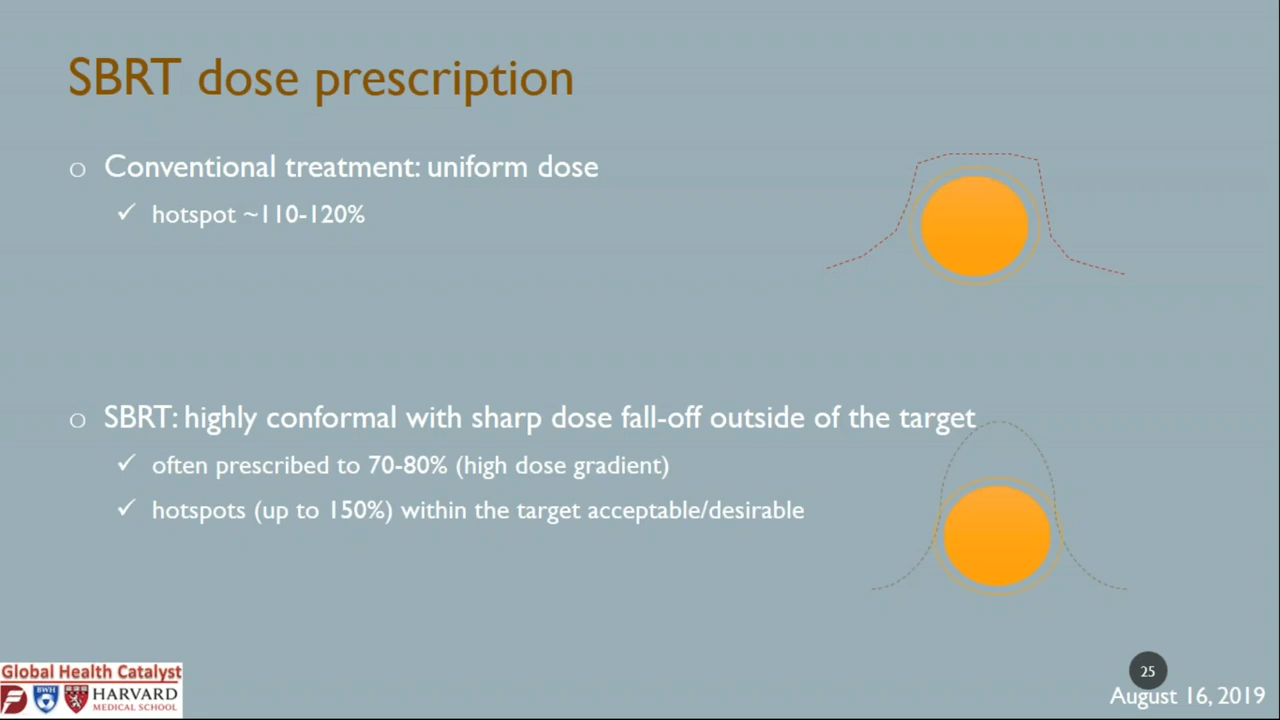 SBRT dose prescription
o Conventional treatment: uniform dose
✓ hotspot ~110-120%
o SBRT: highly conformal with sharp dose fall-off outside of the target
✓ often prescribed to 70-80% (high dose gradient)
✓ hotspots (up to 150%) within the target acceptable/desirable
Global Health Catalyst
BWH
HARVARD
MEDICAL SCHOOL
25
August 16, 2019